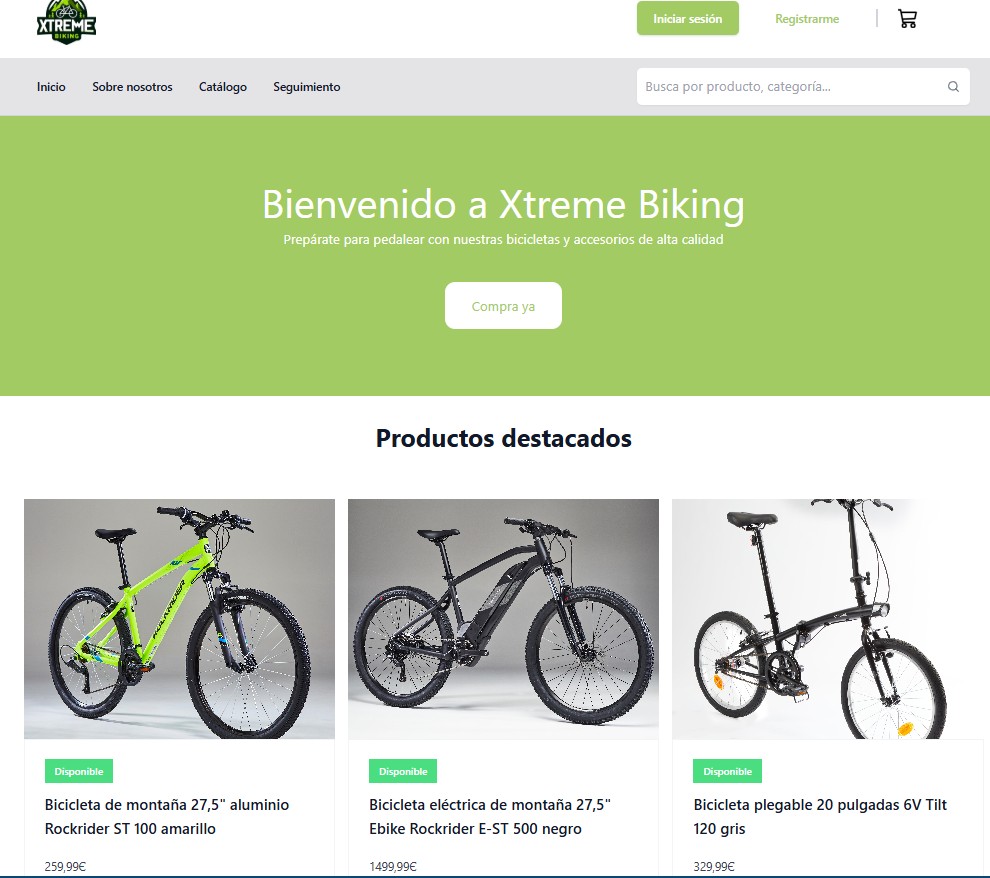 XTREME
BIKING
Iniciar sesión
Registrarme
Inicio
Sobre nosotros
Catálogo
Seguimiento
Busca por producto, categoría...
Bienvenido a Xtreme Biking
Prepárate para pedalear con nuestras bicicletas y accesorios de alta calidad
Compra ya
Productos destacados
ROCKRIDER
Disponible
Bicicleta de montaña 27,5" aluminio
Rockrider ST 100 amarillo
259,99€
Disponible
Bicicleta eléctrica de montaña 27,5"
Ebike Rockrider E-ST 500 negro
1499,99€
Disponible
Bicicleta plegable 20 pulgadas 6V Tilt
120 gris
329,99€